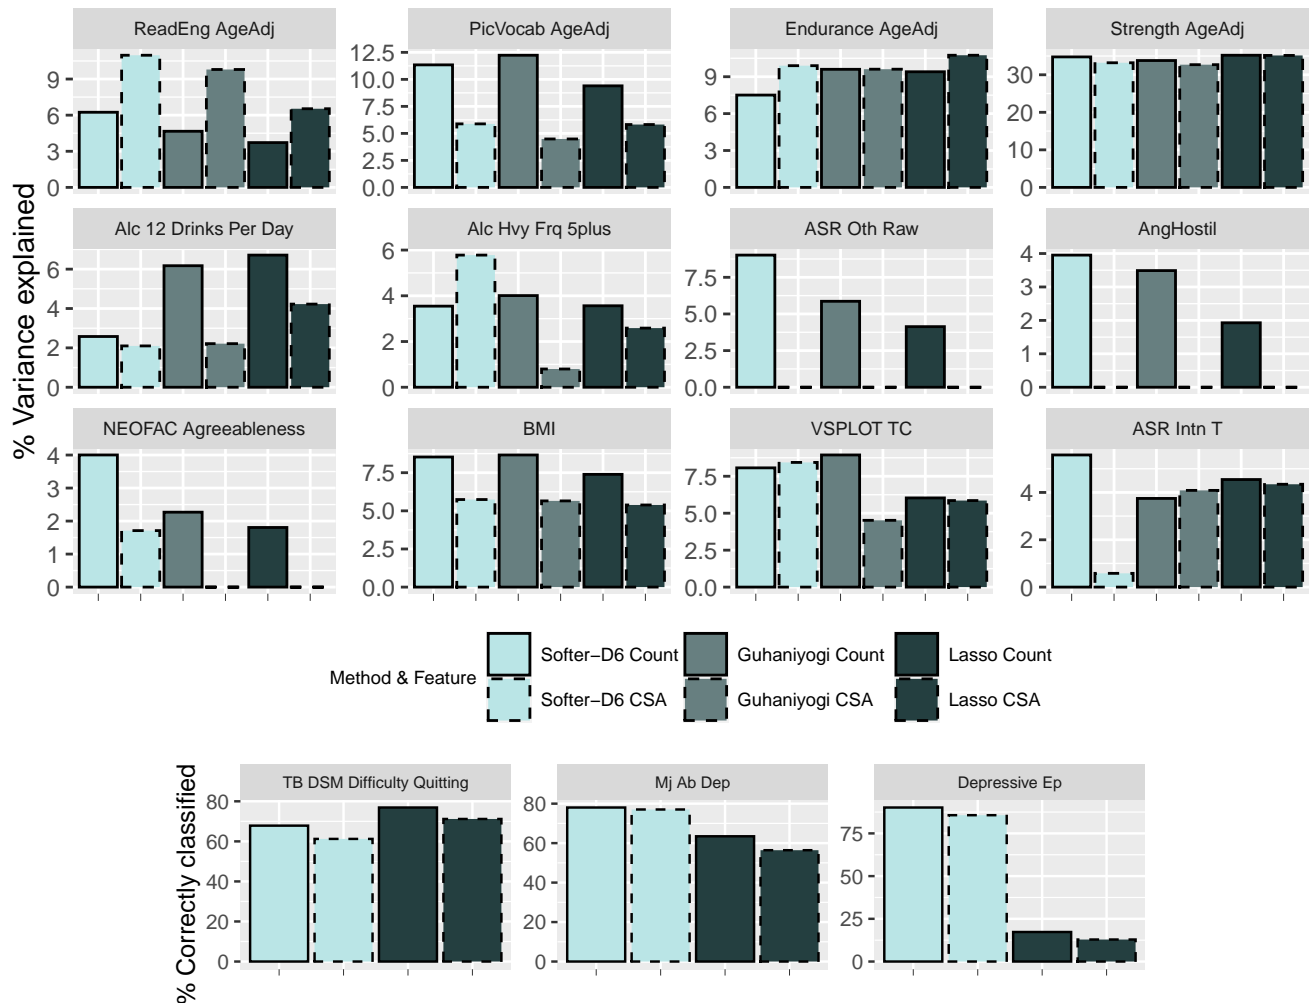 % Variance explained
ReadEng AgeAdj
9
6
3
0
PicVocab AgeAdj
12.5
10.0
7.5
5.0
2.5
0.0
Endurance AgeAdj
9
6
3
0
Strength AgeAdj
30
20
10
0
Alc 12 Drinks Per Day
6
4
2
0
Alc Hvy Frq 5plus
6
4
2
0
ASR Oth Raw
7.5
5.0
2.5
0.0
AngHostil
4
3
2
1
0
NEOFAC Agreeableness
4
3
2
1
0
BMI
7.5
5.0
2.5
0.0
VSPLOT TC
7.5
5.0
2.5
0.0
ASR Intn T
4
2
0
Method & Feature
Softer−D6 Count
Guhaniyogi Count
Lasso Count
Softer−D6 CSA
Guhaniyogi CSA
Lasso CSA
% Correctly classified
TB DSM Difficulty Quitting
80
60
40
20
0
Mj Ab Dep
80
60
40
20
0
Depressive Ep
75
50
25
0